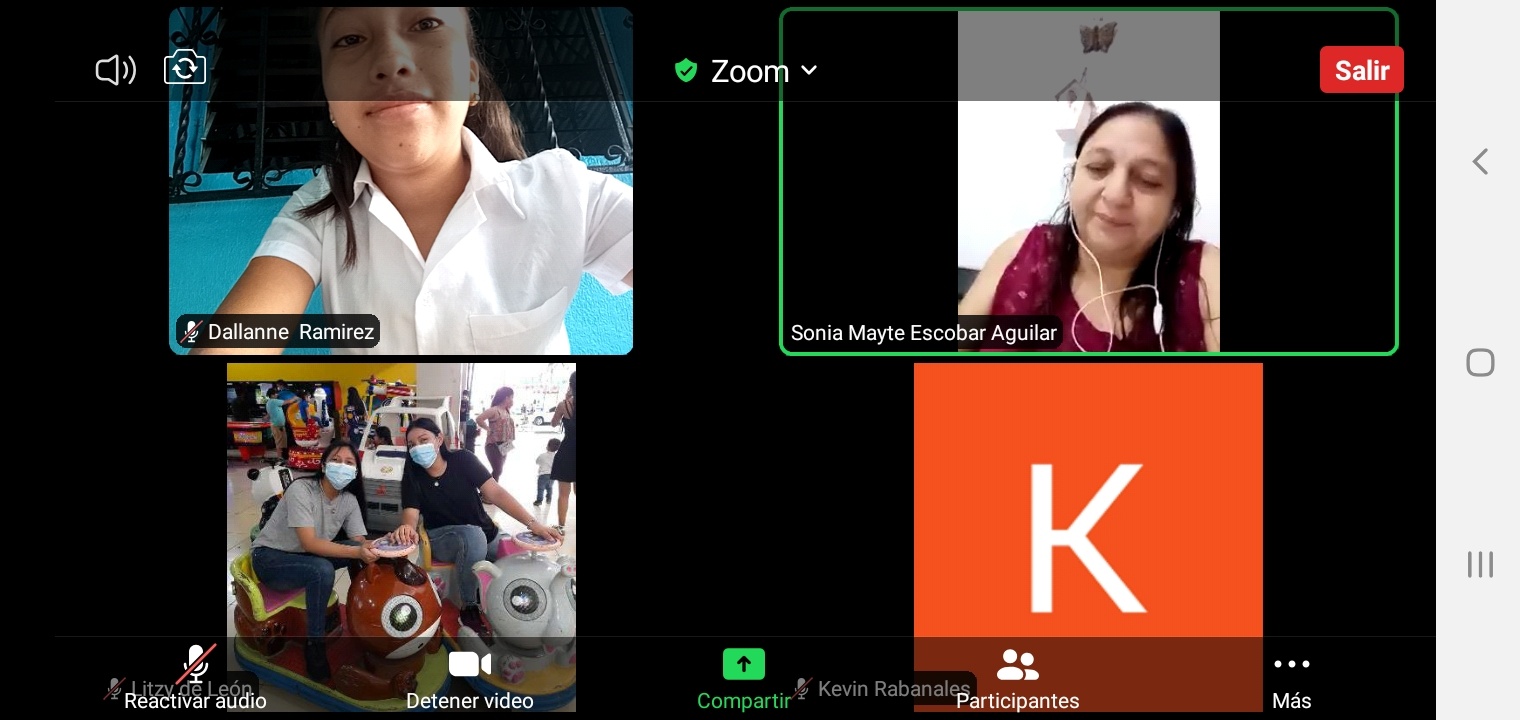 Zoom
Salir
Dallanne Ramirez
Sonia Mayte Escobar Aguilar
K
Litzy de León
Kevin Rabanales
Reactivar audio
Detener video
Compartir
Participantes
Más